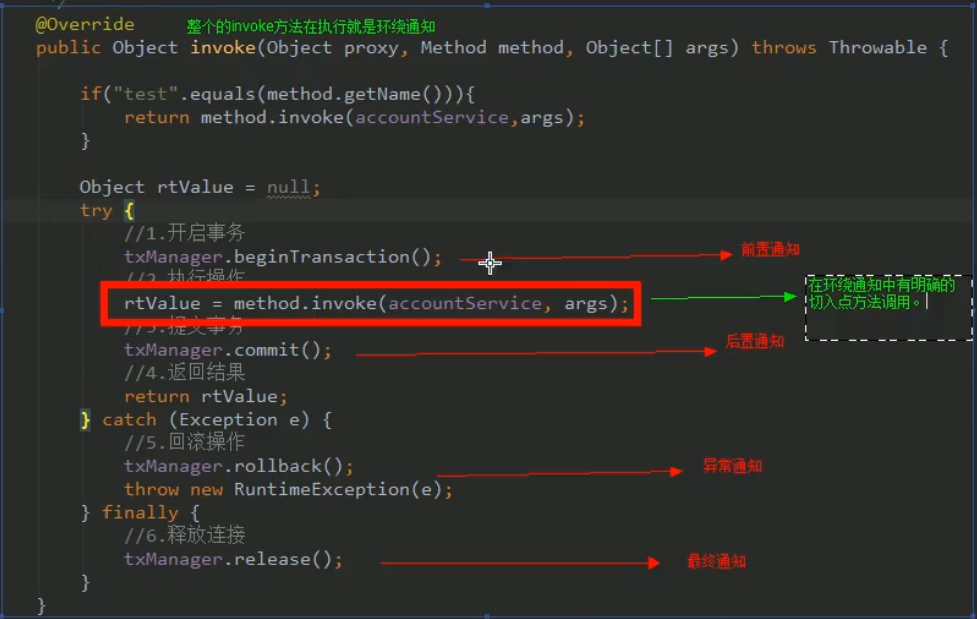 */
@Override 整个的invoke方法在执行就是环绕通知
public Object invoke(Object proxy, Method method, Object[] args) throws Throwable {
if("test".equals(method.getName())){
return method.invoke(accountService,args);
}
Object rtValue = null;
try {
//1.开启事务
txManager.beginTransaction(); 前置通知
//2.执行操作
rtValue = method.invoke(accountService, args); 在环绕通知中有明确的
切入点方法调用。
//3.提交事务
txManager.commit(); 后置通知
//4.返回结果
return rtValue;
} catch (Exception e) {
//5.回滚操作
txManager.rollback(); 异常通知
throw new RuntimeException(e);
} finally {
//6.释放连接
txManager.release(); 最终通知
}
}